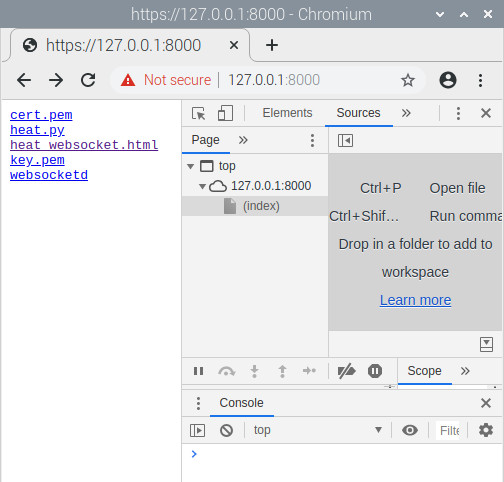 https://127.0.0.1:8000 - Chromium
https://127.0.0.1:8000
Not secure | 127.0.0.1:8000
cert.pem
heat.py
heat_websocket.html
key.pem
websocketd
Elements Sources
Page
top
127.0.0.1:8000
(index)
Ctrl+P Open file
Ctrl+Shif… Run comma
Drop in a folder to add to
workspace
Learn more
Scope
Console
top Filte